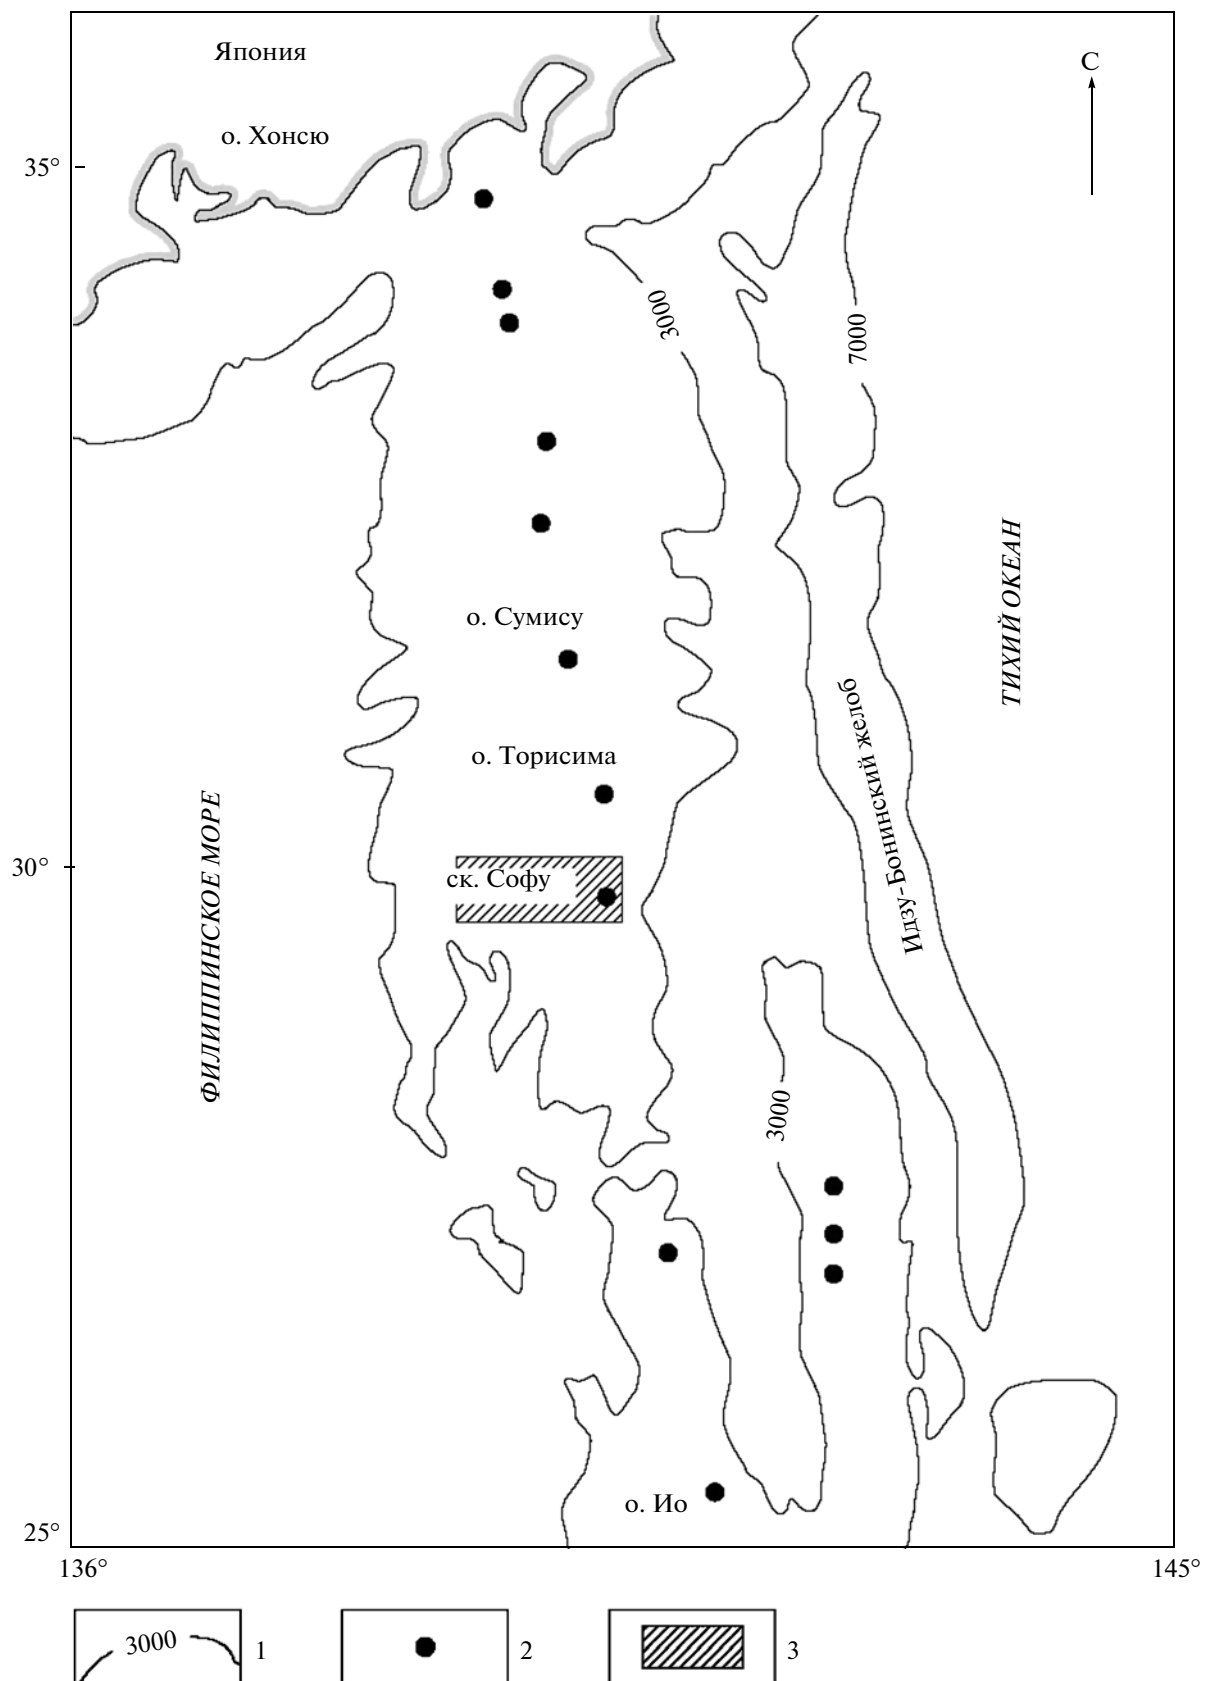 Япония
С
о. Хонсю
35°
3000
7000
ТИХИЙ ОКЕАН
о. Сумису
Идзу-Бонинский желоб
о. Торисима
ФИЛИППИНСКОЕ МОРЕ
30°
ск. Софу
3000
о. Ио
25°
136°
145°
3000
1
2
3